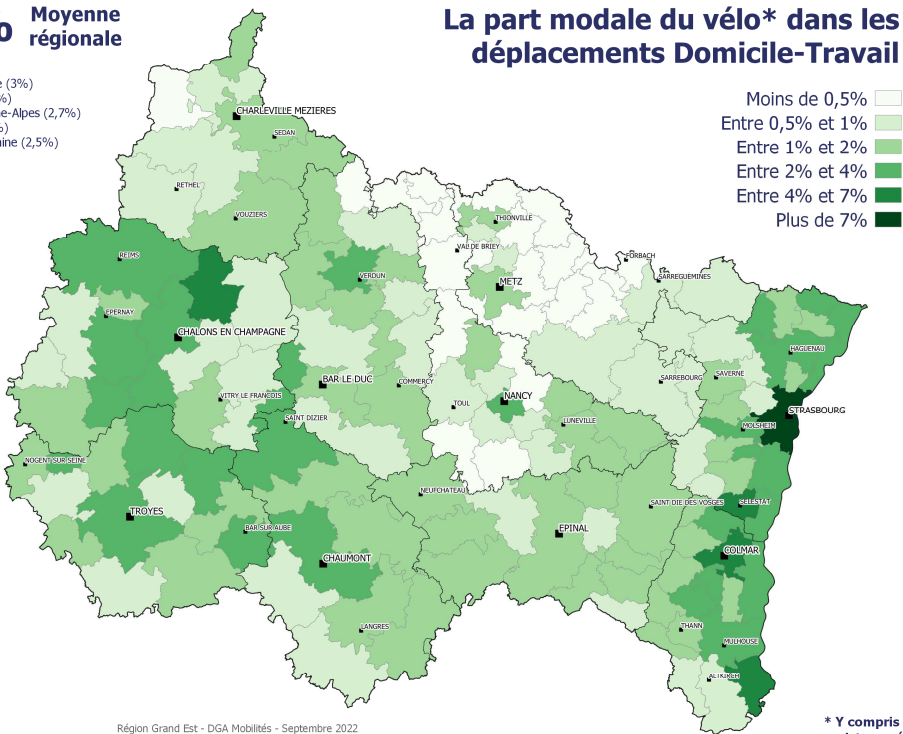 % Moyenne
régionale
La part modale du vélo* dans les
déplacements Domicile-Travail
(3%)
e-Alpes (2,7%)
ine (2,5%)
Moins de 0,5%
Entre 0,5% et 1%
Entre 1% et 2%
Entre 2% et 4%
Entre 4% et 7%
Plus de 7%
CHARLEVILLE MEZIERES
SEDAN
RETHEL
VOUZIERS
THIONVILLE
VAL DE BRIEY
FORBACH
REIMS
VERDUN
METZ
SARREGUEMINES
EPERNAY
CHALONS EN CHAMPAGNE
HAGUENAU
BAR LE DUC
COMMERCY
SARREBOURG
SAVERNE
VITRY LE FRANCOIS
TOUL
NANCY
STRASBOURG
SAINT DIZIER
LUNEVILLE
MOLSHEIM
NOGENT SUR SEINE
NEUFCHATEAU
SAINT DIE DES VOSGES
SELESTAT
TROYES
BAR SUR AUBE
EPINAL
CHAUMONT
COLMAR
LANGRES
THANN
MULHOUSE
ALTKIRCH
Région Grand Est - DGA Mobilités - Septembre 2022
* Y compris